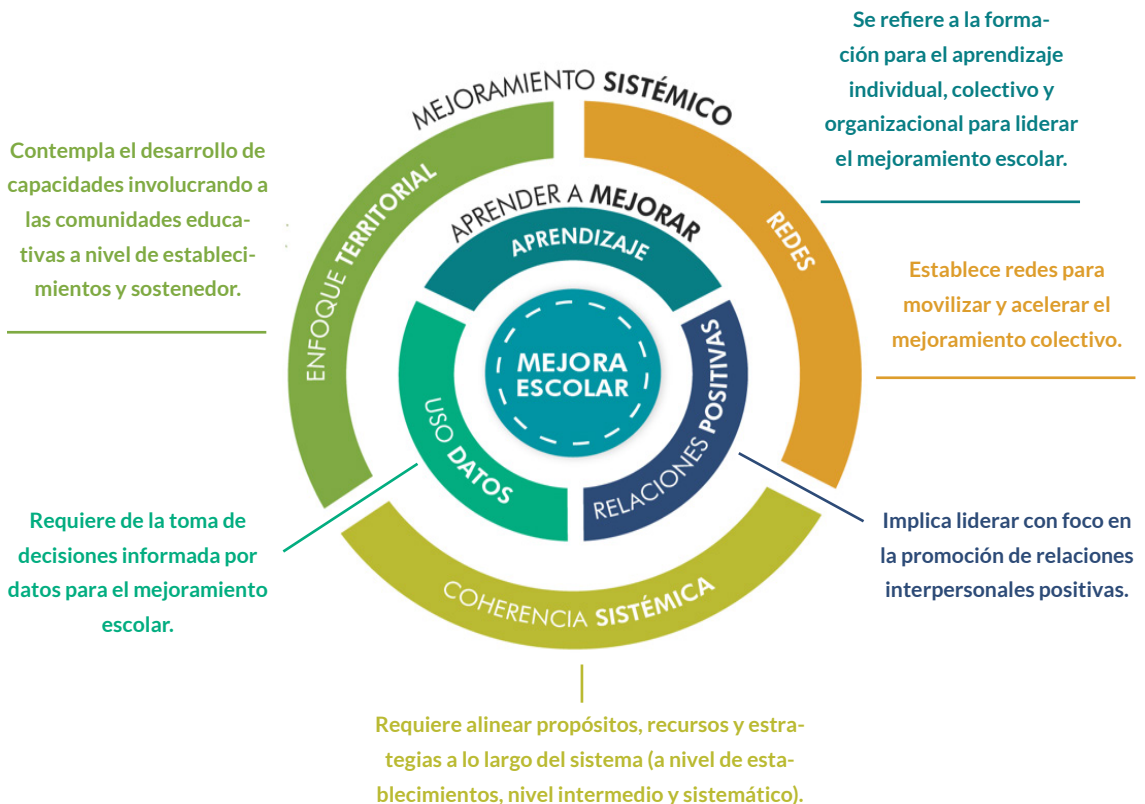 Se refiere a la forma-
ción para el aprendizaje
individual, colectivo y
organizacional para liderar
el mejoramiento escolar.
Contempla el desarrollo de
capacidades involucrando a
las comunidades educa-
tivas a nivel de estableci-
mientos y sostenedor.
MEJORAMIENTO SISTÉMICO
ENFOQUE TERRITORIAL
REDES
APRENDER A MEJORAR
APRENDIZAJE
Establece redes para
movilizar y acelerar el
mejoramiento colectivo.
MEJORA
ESCOLAR
USO DATOS
RELACIONES POSITIVAS
COHERENCIA SISTÉMICA
Requiere de la toma de
decisiones informada por
datos para el mejoramiento
escolar.
Implica liderar con foco en
la promoción de relaciones
interpersonales positivas.
Requiere alinear propósitos, recursos y estra-
tegias a lo largo del sistema (a nivel de esta-
blecimientos, nivel intermedio y sistemático).